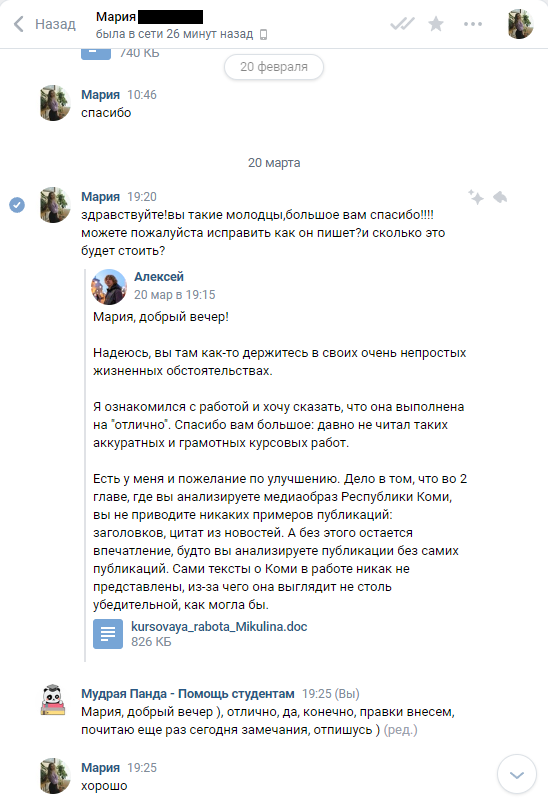 Назад
Мария
была в сети 26 минут назад
740 КБ
20 февраля
Мария 10:46
спасибо
20 марта
Мария 19:20
здравствуйте!вы такие молодцы,большое вам спасибо!!!!
можете пожалуйста исправить как он пишет?и сколько это
будет стоить?
Алексей
20 мар в 19:15
Мария, добрый вечер!
Надеюсь, вы там как-то держитесь в своих очень непростых
жизненных обстоятельствах.
Я ознакомился с работой и хочу сказать, что она выполнена
на "отлично". Спасибо вам большое: давно не читал таких
аккуратных и грамотных курсовых работ.
Есть у меня и пожелание по улучшению. Дело в том, что во 2
главе, где вы анализируете медиаобраз Республики Коми,
вы не приводите никаких примеров публикаций:
заголовков, цитат из новостей. А без этого остается
впечатление, будто вы анализируете публикации без самих
публикаций. Сами тексты о Коми в работе никак не
представлены, из-за чего она выглядит не столь
убедительной, как могла бы.
kursovaya_rabota_Mikulina.doc
826 КБ
Мудрая Панда - Помощь студентам 19:25 (Вы)
Мария, добрый вечер ), отлично, да, конечно, правки внесем,
почитаю еще раз сегодня замечания, отпишусь ) (ред.)
Мария 19:25
хорошо